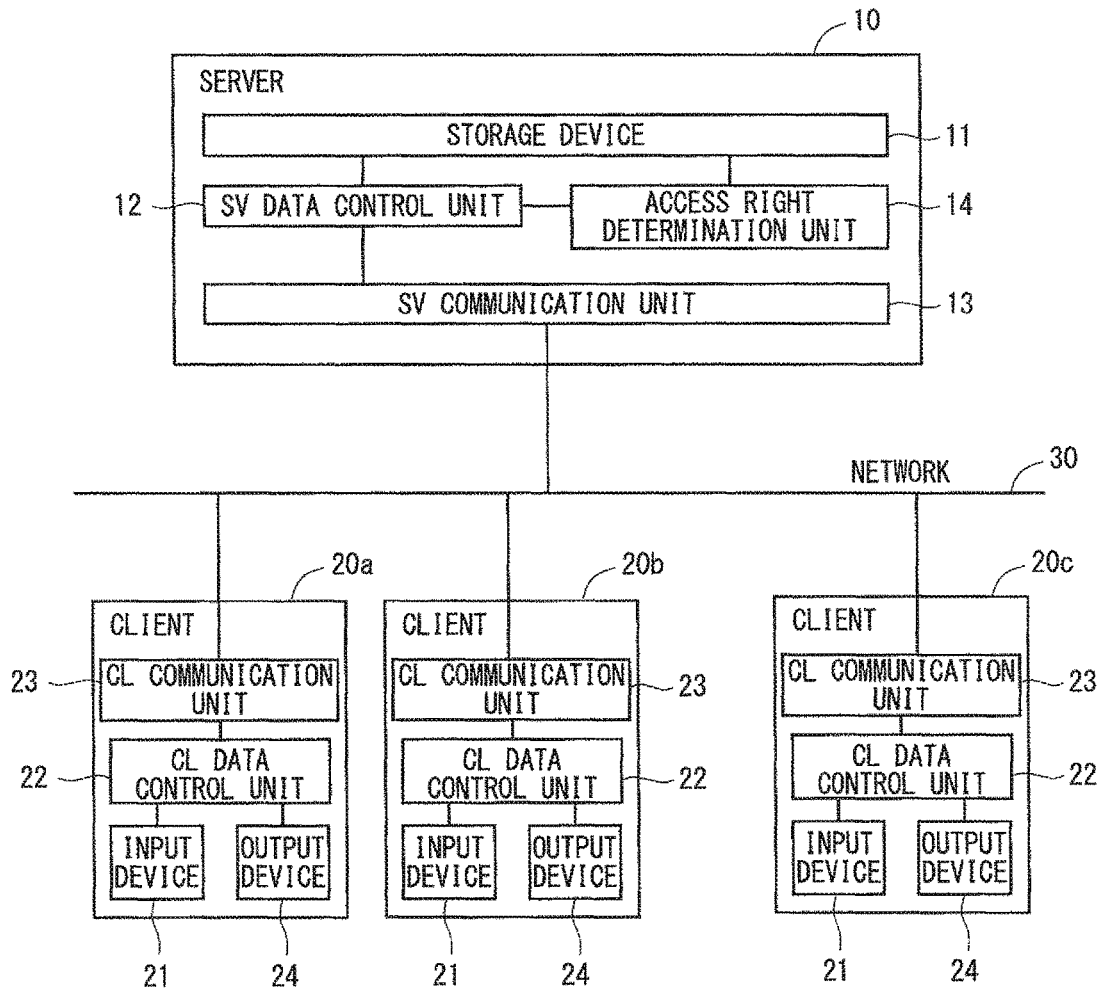 10
SERVER
STORAGE DEVICE
11
12
SV DATA CONTROL UNIT
ACCESS RIGHT
DETERMINATION UNIT
14
SV COMMUNICATION UNIT
13
NETWORK
30
20a
CLIENT
23
CL COMMUNICATION
UNIT
22
CL DATA
CONTROL UNIT
INPUT
DEVICE
OUTPUT
DEVICE
21
24
20b
CLIENT
CL COMMUNICATION
UNIT
23
CL DATA
CONTROL UNIT
22
INPUT
DEVICE
OUTPUT
DEVICE
21
24
20c
CLIENT
CL COMMUNICATION
UNIT
23
CL DATA
CONTROL UNIT
22
INPUT
DEVICE
OUTPUT
DEVICE
21
24